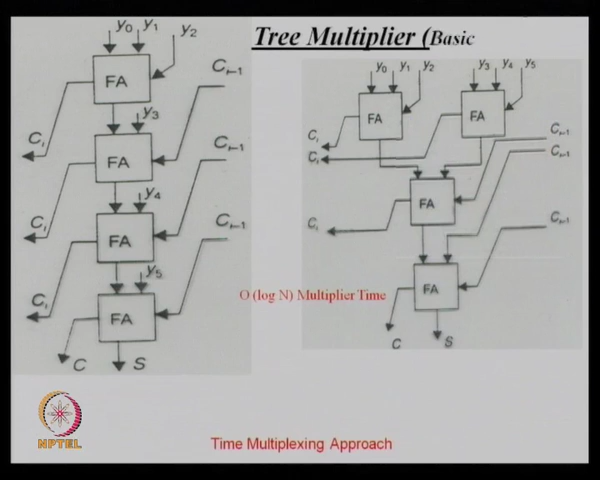 Tree Multiplier (Basic
y0 y1 y2
FA
Ci-1
Ci
y3
FA
Ci-1
Ci
y4
FA
Ci-1
Ci
y5
FA
C S
y0 y1 y2 y3 y4 y5
FA FA
Ci
Ci
Ci-1
Ci-1
FA
Ci
Ci-1
FA
C S
O (log N) Multiplier Time
NPTEL
Time Multiplexing Approach